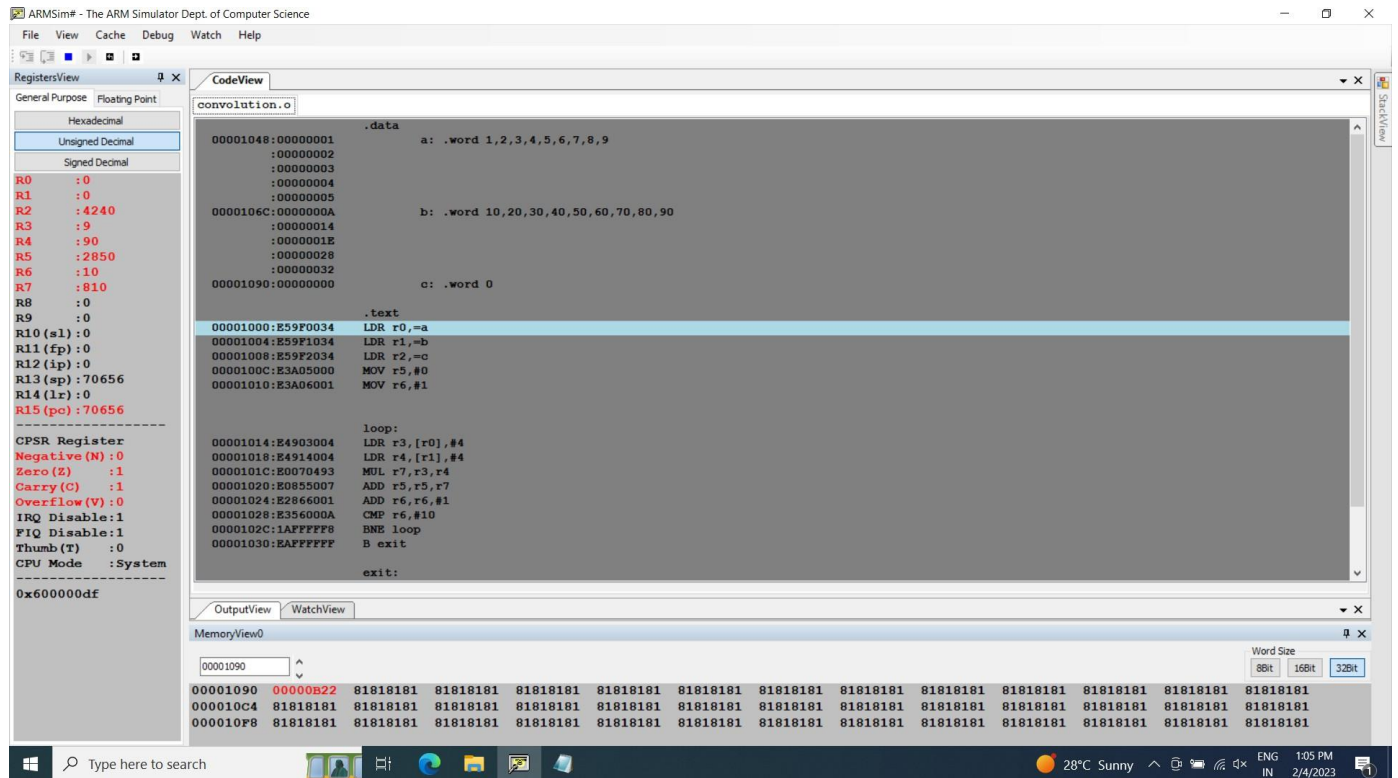 ARMSim# - The ARM Simulator Dept. of Computer Science
File View Cache Debug Watch Help
RegistersView
General Purpose Floating Point
Hexadecimal
Unsigned Decimal
Signed Decimal
R0 :0
R1 :0
R2 :4240
R3 :9
R4 :90
R5 :2850
R6 :10
R7 :810
R8 :0
R9 :0
R10(sl):0
R11(fp):0
R12(ip):0
R13(sp):70656
R14(lr):0
R15(pc):70656
------------------
CPSR Register
Negative(N):0
Zero(Z) :1
Carry(C) :1
Overflow(V):0
IRQ Disable:1
FIQ Disable:1
Thumb(T) :0
CPU Mode :System
------------------
0x600000df
CodeView
convolution.o
.data
00001048:00000001 a: .word 1,2,3,4,5,6,7,8,9
:00000002
:00000003
:00000004
:00000005
0000106C:0000000A b: .word 10,20,30,40,50,60,70,80,90
:00000014
:0000001E
:00000028
:00000032
00001090:00000000 c: .word 0
.text
00001000:E59F0034 LDR r0,=a
00001004:E59F1034 LDR r1,=b
00001008:E59F2034 LDR r2,=c
0000100C:E3A05000 MOV r5,#0
00001010:E3A06001 MOV r6,#1
loop:
00001014:E4903004 LDR r3,[r0],#4
00001018:E4914004 LDR r4,[r1],#4
0000101C:E0070493 MUL r7,r3,r4
00001020:E0855007 ADD r5,r5,r7
00001024:E2866001 ADD r6,r6,#1
00001028:E356000A CMP r6,#10
0000102C:1AFFFFF8 BNE loop
00001030:EAFFFFFF B exit
exit:
StackView
OutputView WatchView
MemoryView0
00001090
Word Size
8Bit 16Bit 32Bit
00001090 00000B22 81818181 81818181 81818181 81818181 81818181 81818181 81818181 81818181 81818181 81818181 81818181 81818181
000010C4 81818181 81818181 81818181 81818181 81818181 81818181 81818181 81818181 81818181 81818181 81818181 81818181 81818181
000010F8 81818181 81818181 81818181 81818181 81818181 81818181 81818181 81818181 81818181 81818181 81818181 81818181 81818181
Type here to search
28°C Sunny
ENG
IN
1:05 PM
2/4/2023
1